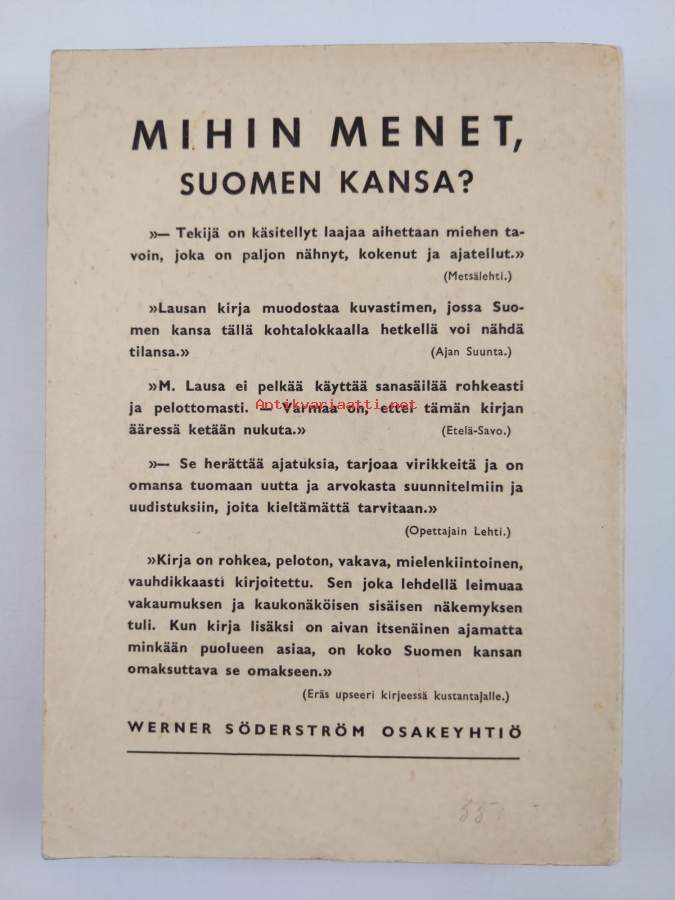 MIHIN MENET,
SUOMEN KANSA?
»— Tekijä on käsitellyt laajaa aihettaan miehen ta-
voin, joka on paljon nähnyt, kokenut ja ajatellut.»
(Metsälehti.)
»Lausan kirja muodostaa kuvastimen, jossa Suo-
men kansa tällä kohtalokkaalla hetkellä voi nähdä
tilansa.» (Ajan Suunta.)
»M. Lausa ei pelkää käyttää sanasäilää rohkeasti
Antikvariaatti.net
ja pelottomasti. — Varmaa on, ettei tämän kirjan
ääressä ketään nukuta.» (Etelä-Savo.)
»— Se herättää ajatuksia, tarjoaa virikkeitä ja on
omansa tuomaan uutta ja arvokasta suunnitelmiin ja
uudistuksiin, joita kieltämättä tarvitaan.»
(Opettajain Lehti.)
»Kirja on rohkea, peloton, vakava, mielenkiintoinen,
vauhdikkaasti kirjoitettu. Sen joka lehdellä leimuaa
vakaumuksen ja kaukonäköisen sisäisen näkemyksen
tuli. Kun kirja lisäksi on aivan itsenäinen ajamatta
minkään puolueen asiaa, on koko Suomen kansan
omaksuttava se omakseen.»
(Eräs upseeri kirjeessä kustantajalle.)
WERNER SÖDERSTRÖM OSAKEYHTIÖ